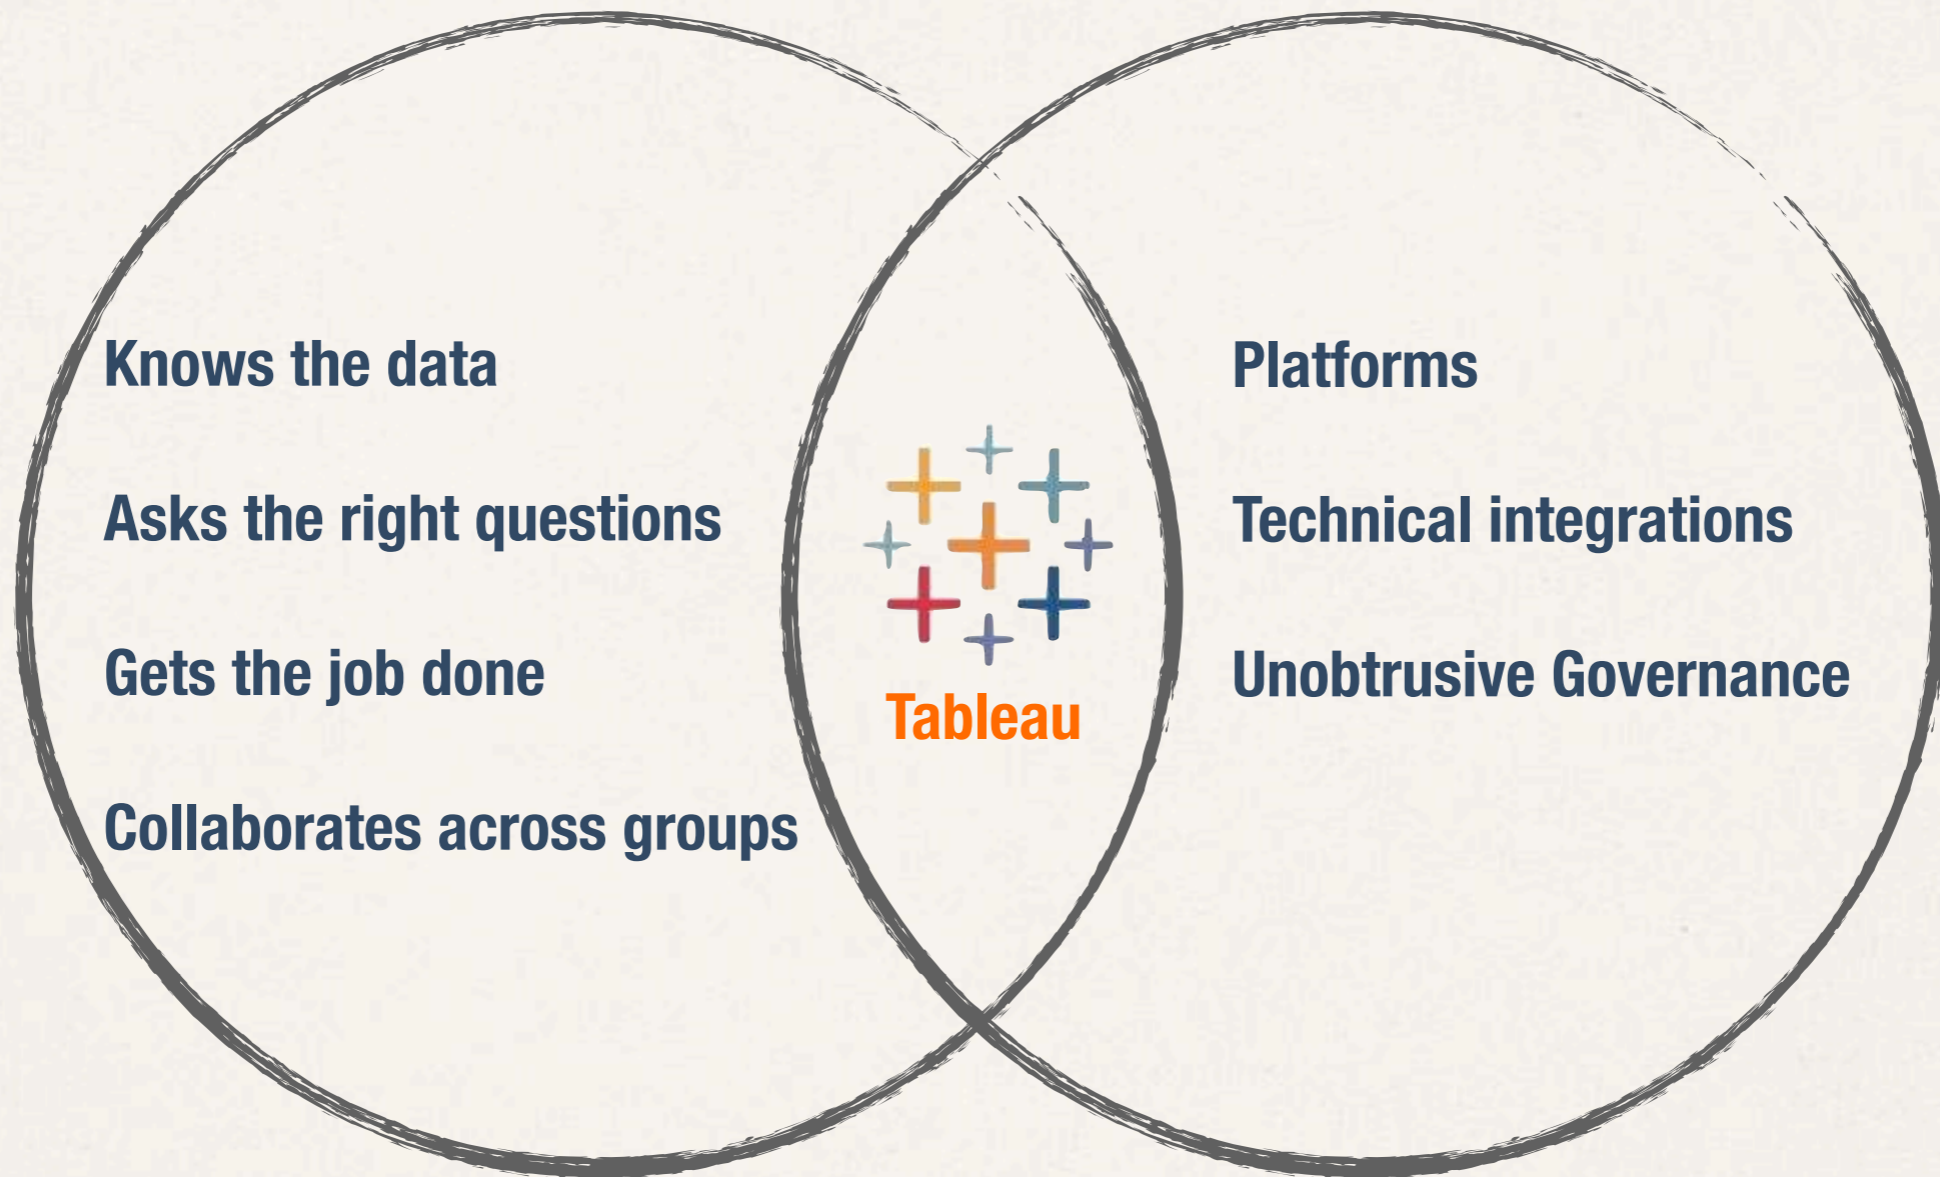 Knows the data
Asks the right questions
Gets the job done
Collaborates across groups
Tableau
Platforms
Technical integrations
Unobtrusive Governance